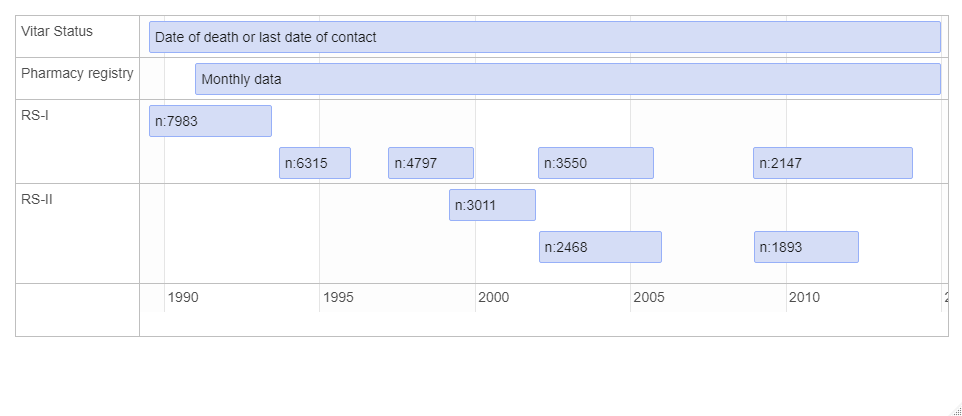 Vitar Status
Date of death or last date of contact
Pharmacy registry
Monthly data
RS-I
n:7983
n:6315 n:4797 n:3550 n:2147
RS-II
n:3011
n:2468 n:1893
1990 1995 2000 2005 2010